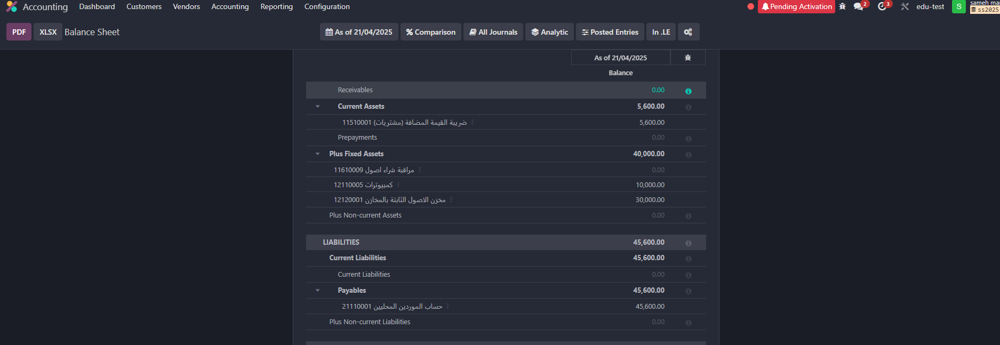 Accounting Dashboard Customers Vendors Accounting Reporting Configuration Pending Activation 2 3 edu-test S sameh
ss2025
PDF XLSX Balance Sheet As of 21/04/2025 % Comparison All Journals Analytic Posted Entries In .LE
As of 21/04/2025
Balance
Receivables 0.00
Current Assets 5,600.00
11510001 ضريبة القيمة المضافة (مشتريات) 5,600.00
Prepayments 0.00
Plus Fixed Assets 40,000.00
11610009 مراقبة شراء اصول 0.00
12110005 كمبيوترات 10,000.00
12120001 مخزن الاصول الثابتة بالمخازن 30,000.00
Plus Non-current Assets 0.00
LIABILITIES 45,600.00
Current Liabilities 45,600.00
Current Liabilities 0.00
Payables 45,600.00
21110001 حساب الموردين المحليين 45,600.00
Plus Non-current Liabilities 0.00